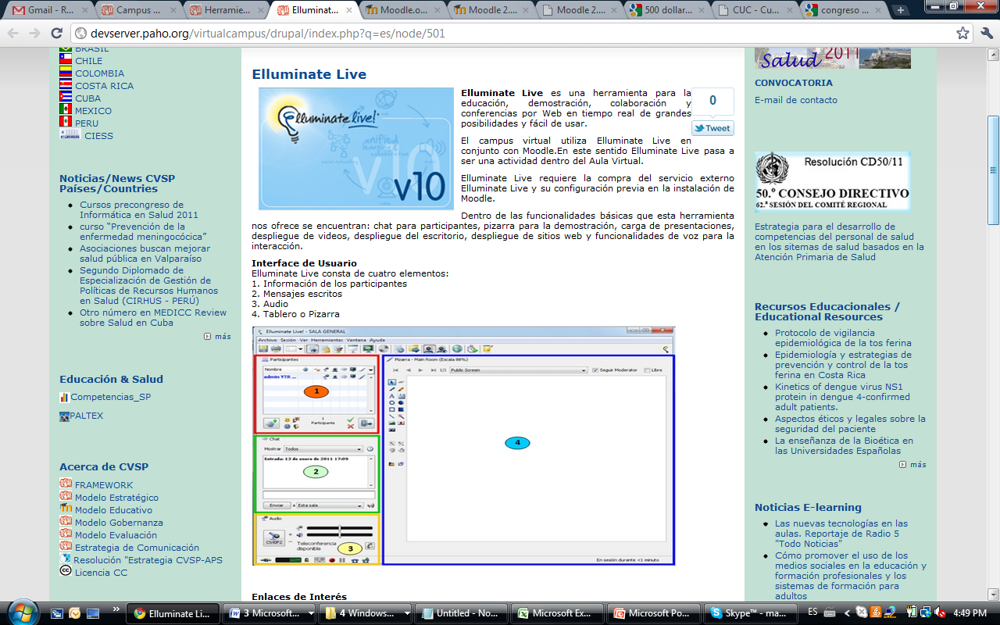 Gmail - R...
Campus ...
Herramie...
Elluminat...
Moodle.o...
Moodle 2....
Moodle 2....
500 dollar...
CUC - Cu...
congreso ...
devserver.paho.org/virtualcampus/drupal/index.php?q=es/node/501
BRASIL
CHILE
COLOMBIA
COSTA RICA
CUBA
MEXICO
PERU
CIESS
Noticias/News CVSP
Países/Countries
Cursos precongreso de
Informática en Salud 2011
curso “Prevención de la
enfermedad meningocócica”
Asociaciones buscan mejorar
salud pública en Valparaíso
Segundo Diplomado de
Especialización de Gestión de
Políticas de Recursos Humanos
en Salud (CIRHUS - PERÚ)
Otro número en MEDICC Review
sobre Salud en Cuba
más
Educación & Salud
Competencias_SP
PALTEX
Acerca de CVSP
FRAMEWORK
Modelo Estratégico
Modelo Educativo
Modelo Gobernanza
Modelo Evaluación
Estrategia de Comunicación
Resolución "Estrategia CVSP-APS
Licencia CC
Elluminate Live
elluminate live!
unified
v10
v10
Elluminate Live es una herramienta para la
educación, demostración, colaboración y
conferencias por Web en tiempo real de grandes
posibilidades y fácil de usar.
0
Tweet
El campus virtual utiliza Elluminate Live en
conjunto con Moodle.En este sentido Elluminate Live pasa a
ser una actividad dentro del Aula Virtual.
Elluminate Live requiere la compra del servicio externo
Elluminate Live y su configuración previa en la instalación de
Moodle.
Dentro de las funcionalidades básicas que esta herramienta
nos ofrece se encuentran: chat para participantes, pizarra para la demostración, carga de presentaciones,
despliegue de videos, despliegue del escritorio, despliegue de sitios web y funcionalidades de voz para la
interacción.
Interface de Usuario
Elluminate Live consta de cuatro elementos:
1. Información de los participantes
2. Mensajes escritos
3. Audio
4. Tablero o Pizarra
Elluminate Live! - SALA GENERAL
Archivo Sesión Ver Herramientas Ventana Ayuda
Participantes
Nombre
admin YTR ...
1
1
Participante
Chat
Mostrar Todos
Entrada: 13 de enero de 2011 17:09
2
Enviar a Esta sala
Audio
Ctrl+F2
Teleconferencia
disponible
3
Pizarra - Main Room (Escala 98%)
1/1 Public Screen Seguir Moderator Libre
4
En sesión durante <1 minuto
Enlaces de Interés
Salud 2011
CONVOCATORIA
E-mail de contacto
Resolución CD50/11
50.º CONSEJO DIRECTIVO
62.ª SESIÓN DEL COMITÉ REGIONAL
Estrategia para el desarrollo de
competencias del personal de salud
en los sitemas de salud basados en la
Atención Primaria de Salud
Recursos Educacionales /
Educational Resources
Protocolo de vigilancia
epidemiológica de la tos ferina
Epidemiología y estrategias de
prevención y control de la tos
ferina en Costa Rica
Kinetics of dengue virus NS1
protein in dengue 4-confirmed
adult patients.
Aspectos éticos y legales sobre la
seguridad del paciente
La enseñanza de la Bioética en
las Universidades Españolas
más
Noticias E-learning
Las nuevas tecnologías en las
aulas. Reportaje de Radio 5
"Todo Noticias"
Cómo promover el uso de los
medios sociales en la educación y
formación profesionales y los
sistemas de formación para
adultos
Elluminate Li...
3 Microsoft...
4 Windows...
Untitled - No...
Microsoft Ex...
Microsoft Po...
Skype™ - ma...
ES
4:49 PM